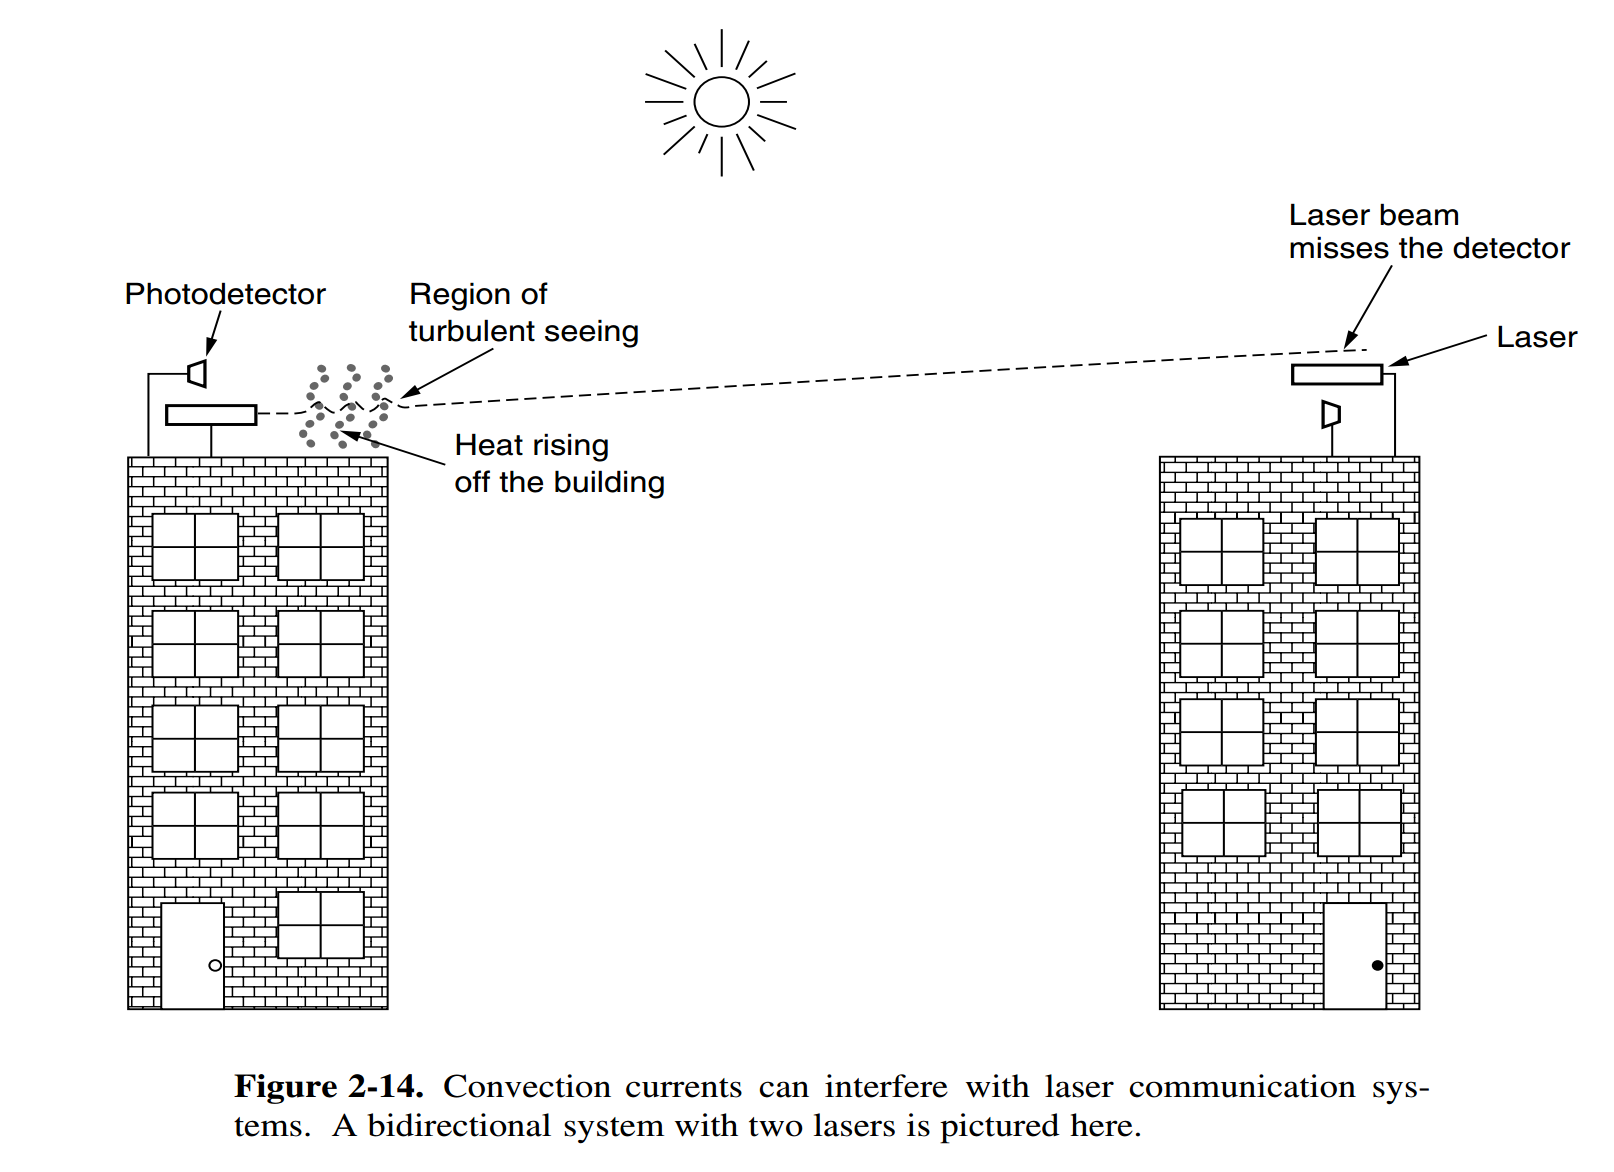 Laser beam
misses the detector
Photodetector
Region of
turbulent seeing
Laser
Heat rising
off the building
Figure 2-14. Convection currents can interfere with laser communication sys-
tems. A bidirectional system with two lasers is pictured here.